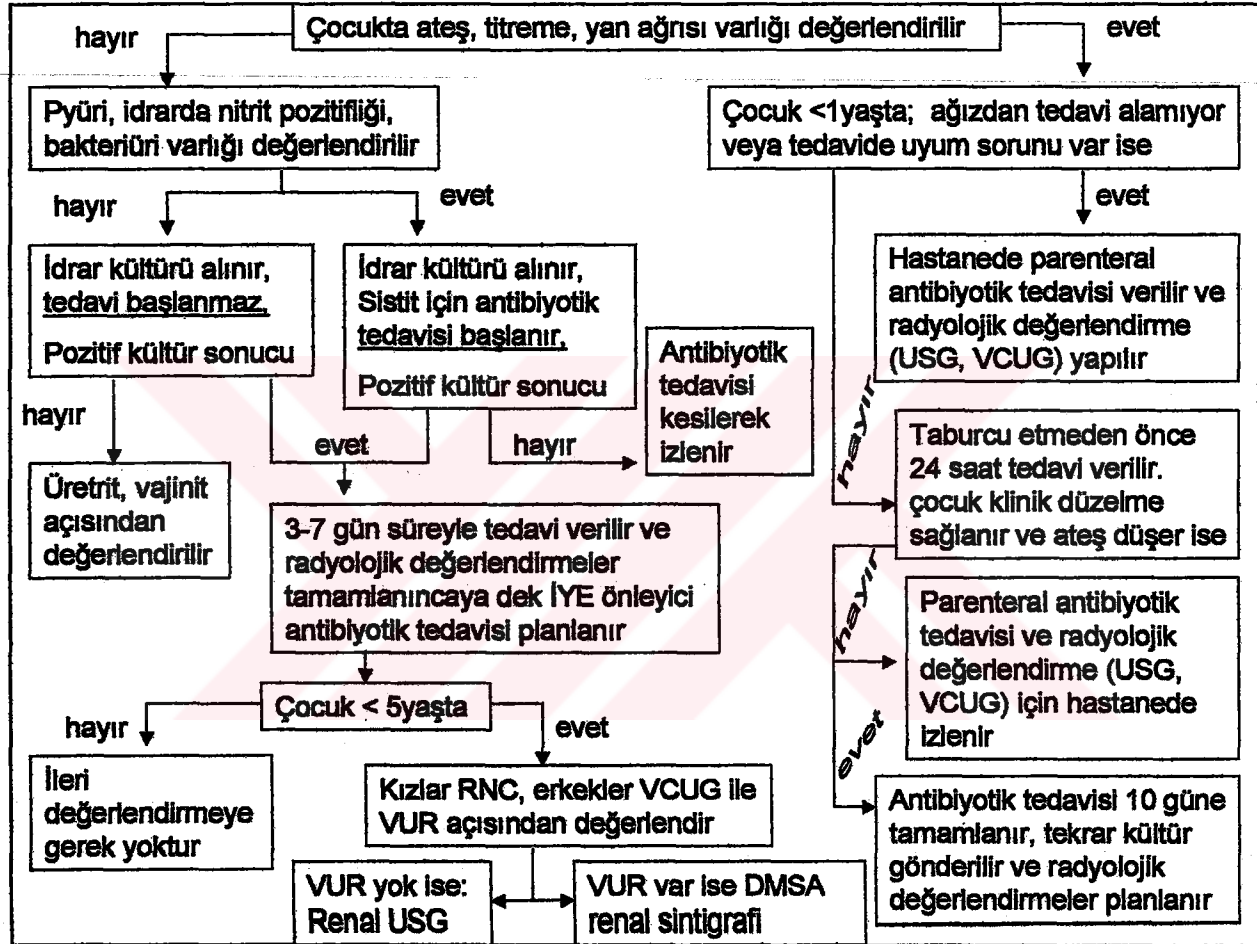 Çocukta ateş, titreme, yan ağrısı varlığı değerlendirilir
hayır
evet
Pyüri, idrarda nitrit pozitifliği,
bakteriüri varlığı değerlendirilir
hayır
evet
İdrar kültürü alınır,
tedavi başlanmaz.
Pozitif kültür sonucu
İdrar kültürü alınır,
Sistit için antibiyotik
tedavisi başlanır.
Pozitif kültür sonucu
hayır
evet
hayır
Üretrit, vajinit
açısından
değerlendirilir
Antibiyotik
tedavisi
kesilerek
izlenir
3-7 gün süreyle tedavi verilir ve
radyolojik değerlendirmeler
tamamlanıncaya dek İYE önleyici
antibiyotik tedavisi planlanır
Çocuk < 5yaşta
hayır
evet
İleri
değerlendirmeye
gerek yoktur
Kızlar RNC, erkekler VCUG ile
VUR açısından değerlendir
VUR yok ise:
Renal USG
VUR var ise DMSA
renal sintigrafi
Çocuk <1yaşta; ağızdan tedavi alamıyor
veya tedavide uyum sorunu var ise
evet
Hastanede parenteral
antibiyotik tedavisi verilir ve
radyolojik değerlendirme
(USG, VCUG) yapılır
hayır
Taburcu etmeden önce
24 saat tedavi verilir.
çocuk klinik düzelme
sağlanır ve ateş düşer ise
hayır
Parenteral antibiyotik
tedavisi ve radyolojik
değerlendirme (USG,
VCUG) için hastanede
izlenir
evet
Antibiyotik tedavisi 10 güne
tamamlanır, tekrar kültür
gönderilir ve radyolojik
değerlendirmeler planlanır